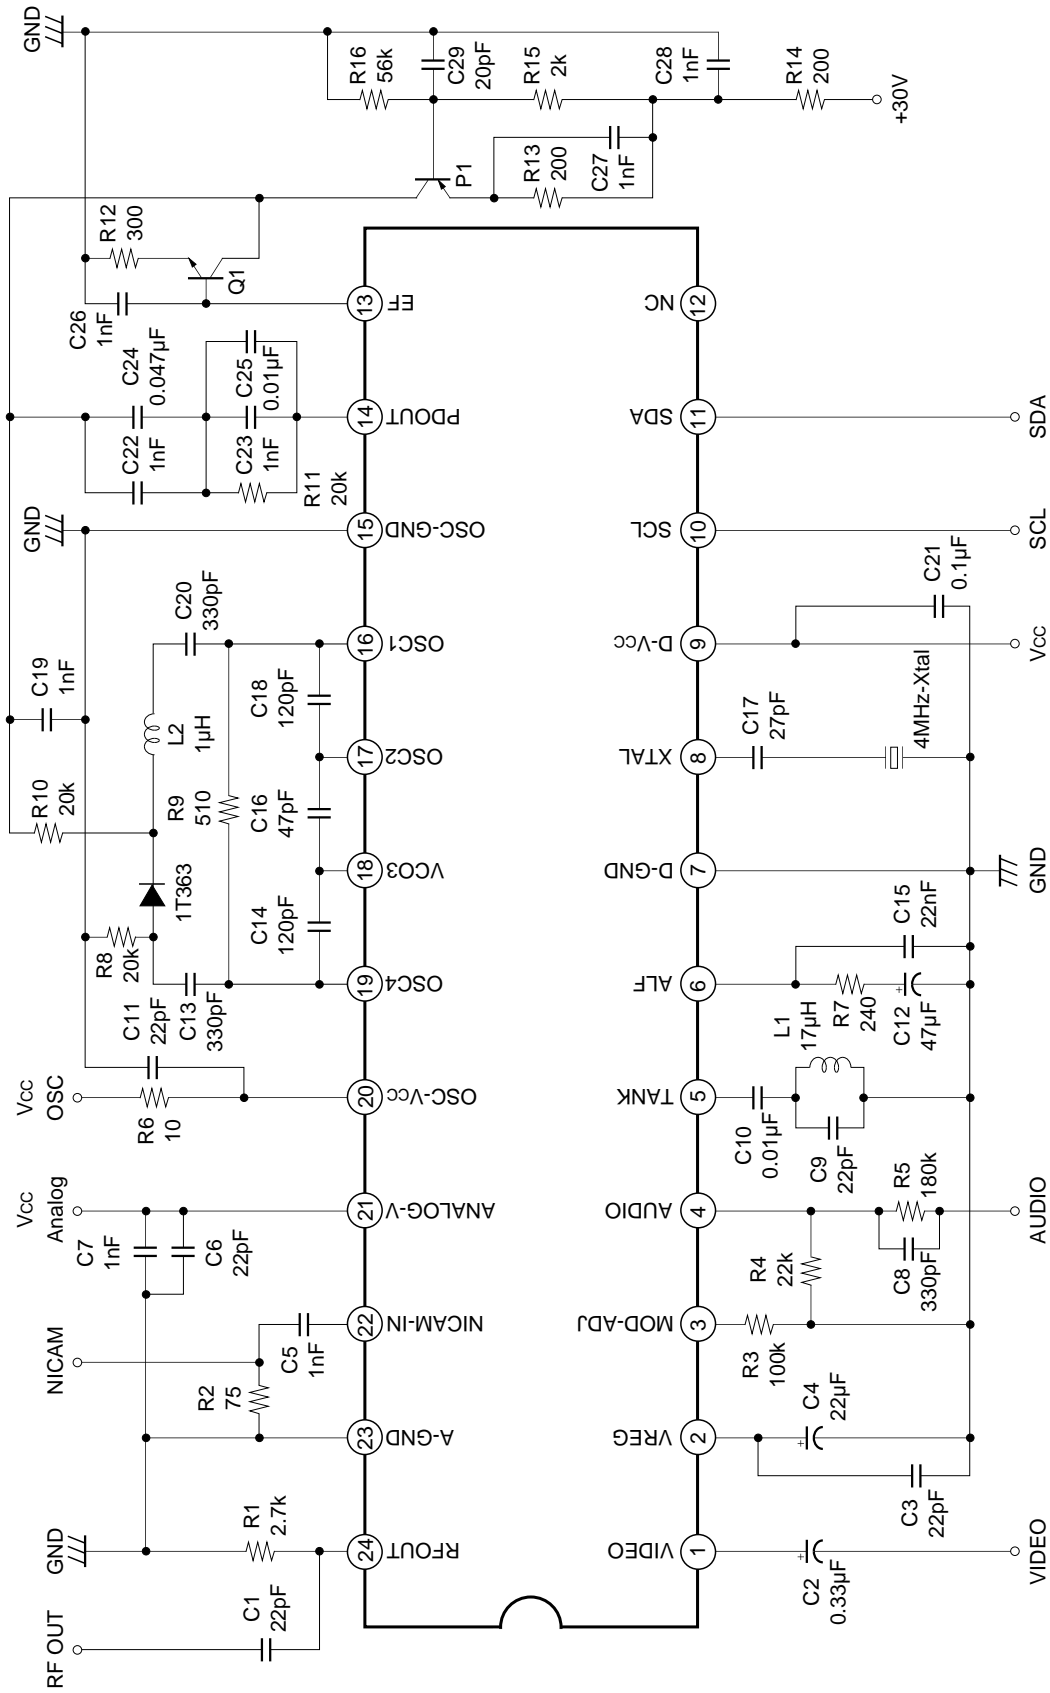 GND
R16
56k
C29
20pF
R15
2k
C28
1nF
R14
200
+30V
P1
R13
200
C27
1nF
R12
300
Q1
C26
1nF
C24
0.047µF
C22
1nF
C25
0.01µF
C23
1nF
R11
20k
GND
C20
330pF
C19
1nF
L2
1µH
R10
20k
R9
510
C18
120pF
C16
47pF
C14
120pF
1T363
R8
20k
C13
330pF
C11
22pF
Vcc
OSC
R6
10
Vcc
Analog
C7
1nF
C6
22pF
NICAM
C5
1nF
R2
75
GND
R1
2.7k
C1
22pF
RF OUT
13
EF
14
PDOUT
15
OSC-GND
16
OSC1
17
OSC2
18
VCO3
19
OSC4
20
OSC-Vcc
21
ANALOG-V
22
NICAM-IN
23
A-GND
24
RFOUT
NC
12
SDA
11
SCL
10
D-Vcc
9
XTAL
8
D-GND
7
ALF
6
TANK
5
AUDIO
4
MOD-ADJ
3
VREG
2
VIDEO
1
SDA
SCL
C21
0.1µF
Vcc
C17
27pF
4MHz-Xtal
GND
C15
22nF
R7
240
+
C12
47µF
L1
17µH
C10
0.01µF
C9
22pF
R5
180k
C8
330pF
AUDIO
R4
22k
R3
100k
+
C4
22µF
C3
22pF
+
C2
0.33µF
VIDEO